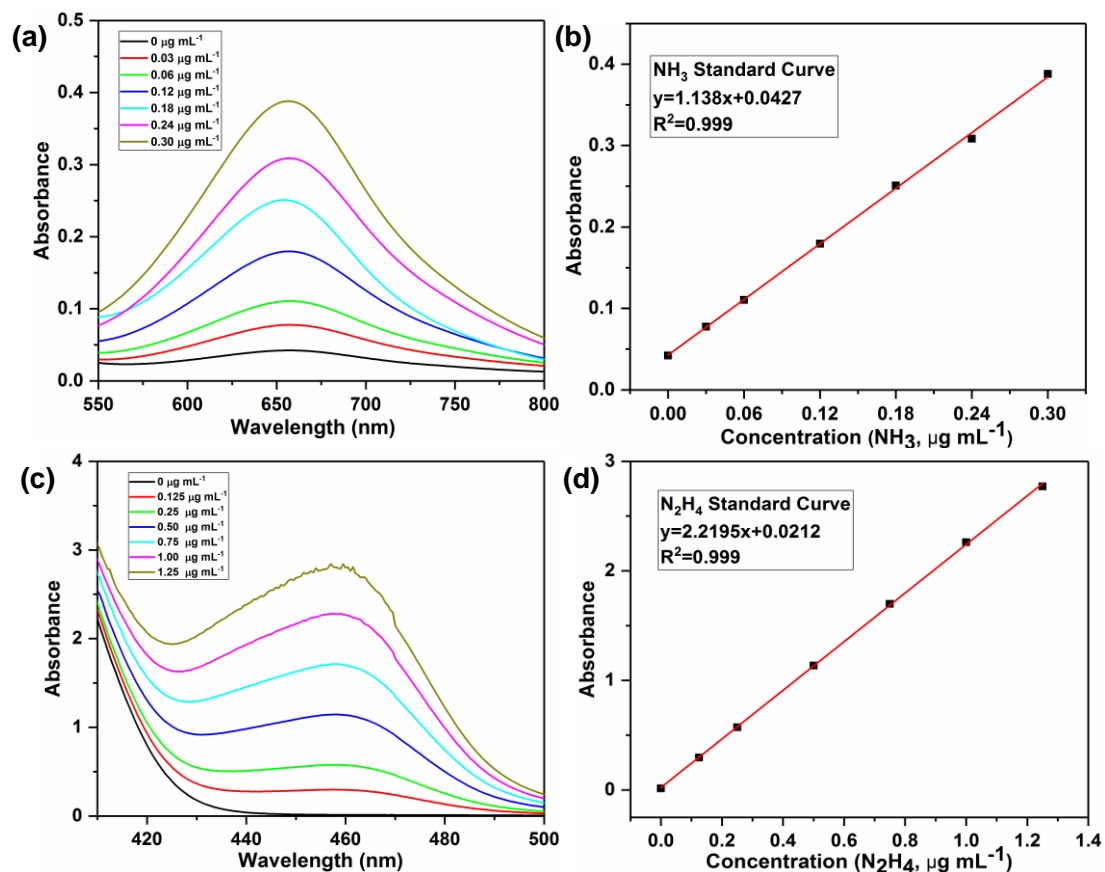 (a)
0 μg mL⁻¹
0.03 μg mL⁻¹
0.06 μg mL⁻¹
0.12 μg mL⁻¹
0.18 μg mL⁻¹
0.24 μg mL⁻¹
0.30 μg mL⁻¹
Absorbance
0.5
0.4
0.3
0.2
0.1
0.0
550 600 650 700 750 800
Wavelength (nm)
(b)
NH₃ Standard Curve
y=1.138x+0.0427
R²=0.999
Absorbance
0.4
0.3
0.2
0.1
0.0
0.00 0.06 0.12 0.18 0.24 0.30
Concentration (NH₃, μg mL⁻¹)
(c)
0 μg mL⁻¹
0.125 μg mL⁻¹
0.25 μg mL⁻¹
0.50 μg mL⁻¹
0.75 μg mL⁻¹
1.00 μg mL⁻¹
1.25 μg mL⁻¹
Absorbance
4
3
2
1
0
420 440 460 480 500
Wavelength (nm)
(d)
N₂H₄ Standard Curve
y=2.2195x+0.0212
R²=0.999
Absorbance
3
2
1
0
0.0 0.2 0.4 0.6 0.8 1.0 1.2 1.4
Concentration (N₂H₄, μg mL⁻¹)